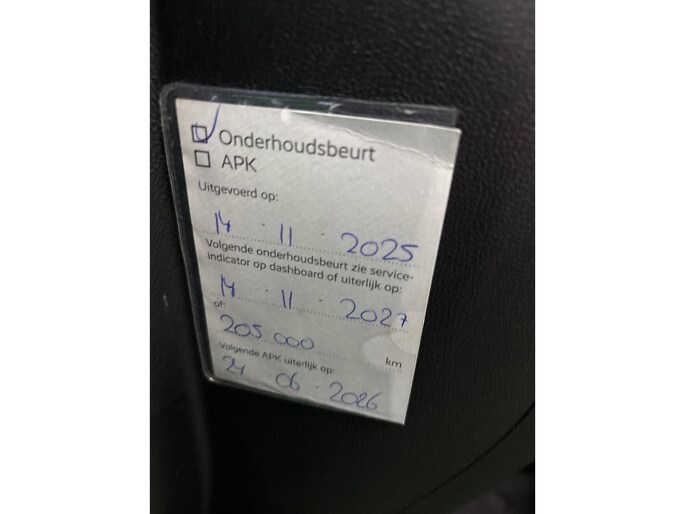 Onderhoudsbeurt
APK
Uitgevoerd op:
14 · 11 · 2025
Volgende onderhoudsbeurt zie service-
indicator op dashboard of uiterlijk op:
14 · 11 · 2027
of:
205.000 km
Volgende APK uiterlijk op:
24 · 06 · 2026